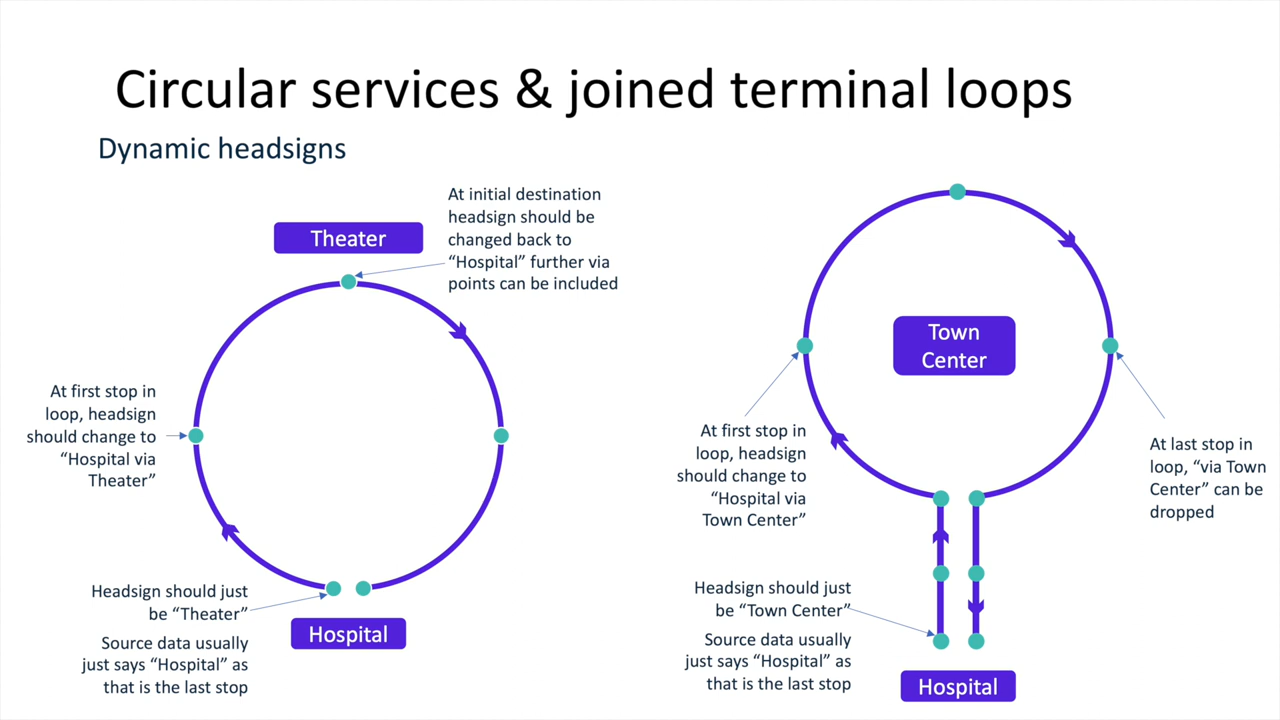 Circular services & joined terminal loops
Dynamic headsigns
Theater
At initial destination
headsign should be
changed back to
“Hospital” further via
points can be included
At first stop in
loop, headsign
should change to
“Hospital via
Theater”
Headsign should just
be “Theater”
Source data usually
just says “Hospital” as
that is the last stop
Hospital
Town
Center
At first stop in
loop, headsign
should change to
“Hospital via
Town Center”
At last stop in
loop, “via Town
Center” can be
dropped
Headsign should just
be “Town Center”
Source data usually
just says “Hospital” as
that is the last stop
Hospital